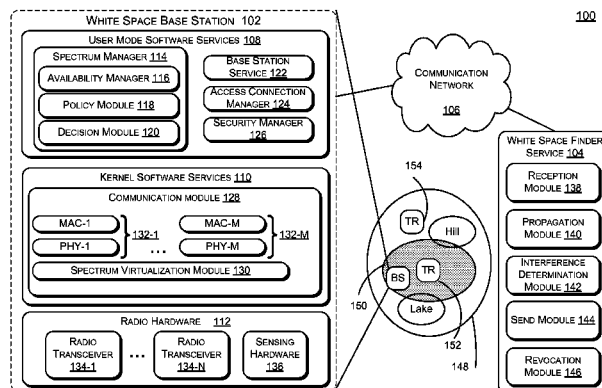 100
WHITE SPACE BASE STATION 102
USER MODE SOFTWARE SERVICES 108
SPECTRUM MANAGER 114
AVAILABILITY MANAGER 116
POLICY MODULE 118
DECISION MODULE 120
BASE STATION
SERVICE 122
ACCESS CONNECTION
MANAGER 124
SECURITY MANAGER
126
KERNEL SOFTWARE SERVICES 110
COMMUNICATION MODULE 128
MAC-1
PHY-1
132-1
...
MAC-M
PHY-M
132-M
SPECTRUM VIRTUALIZATION MODULE 130
RADIO HARDWARE 112
RADIO
TRANSCEIVER
134-1
...
RADIO
TRANSCEIVER
134-N
SENSING
HARDWARE
136
COMMUNICATION
NETWORK
106
154
TR
Hill
BS
TR
Lake
150
152
148
WHITE SPACE FINDER
SERVICE 104
RECEPTION
MODULE 138
PROPAGATION
MODULE 140
INTERFERENCE
DETERMINATION
MODULE 142
SEND MODULE 144
REVOCATION
MODULE 146